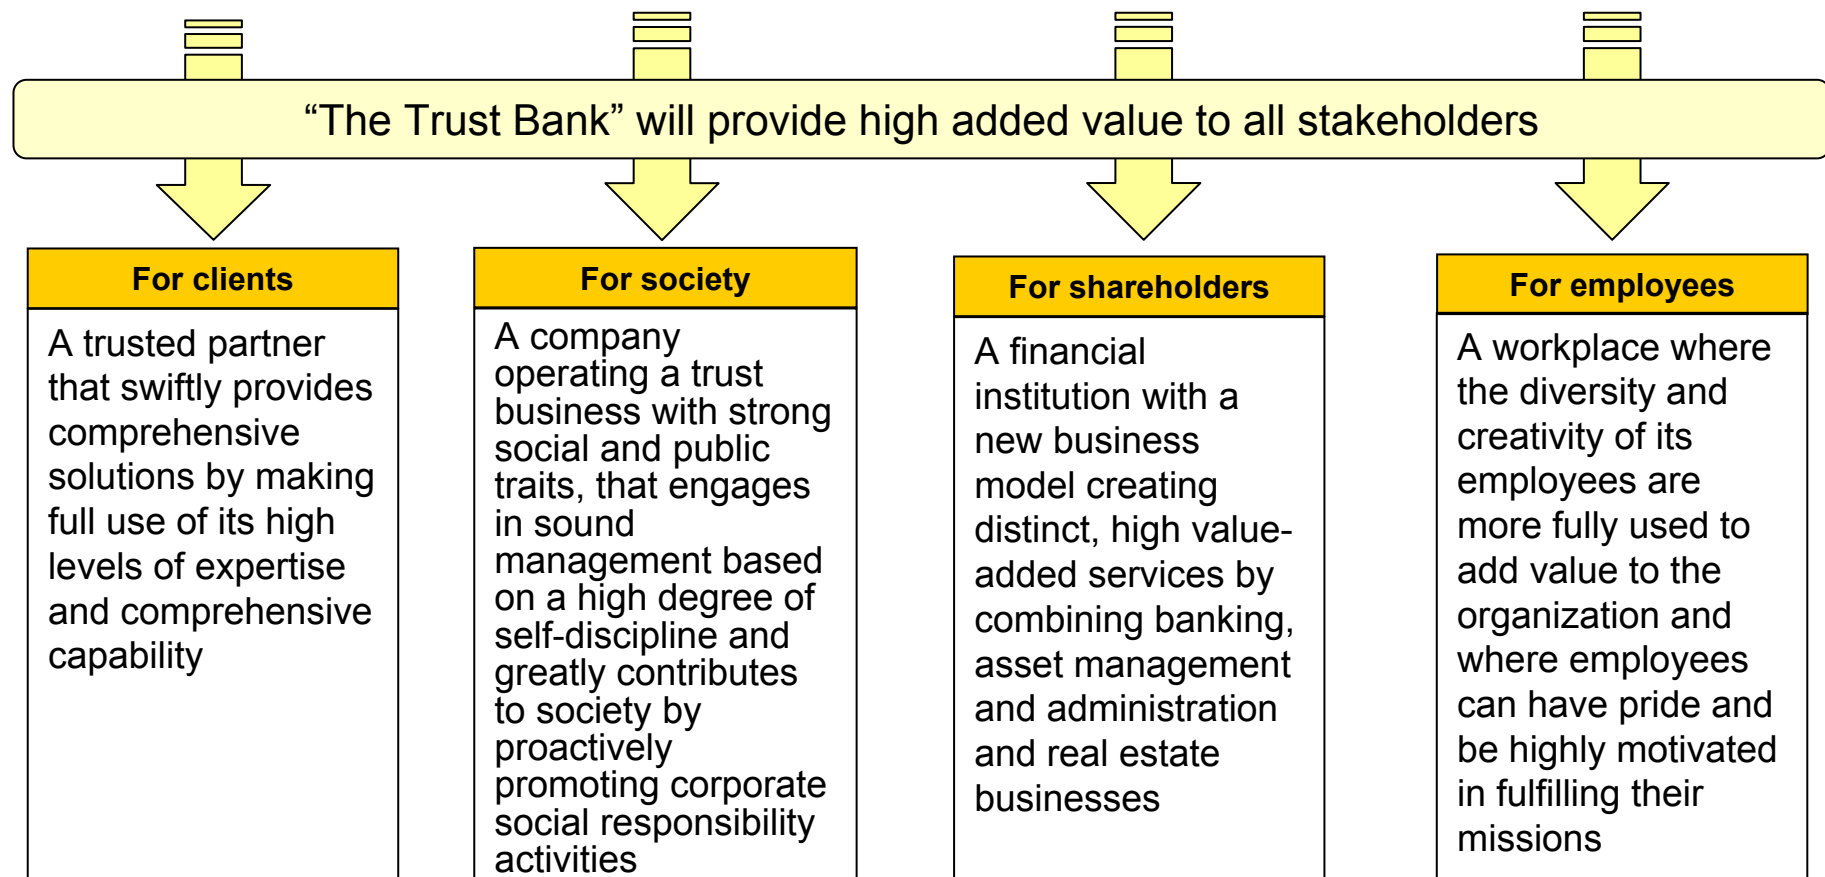 “The Trust Bank” will provide high added value to all stakeholders
For clients
A trusted partner
that swiftly provides
comprehensive
solutions by making
full use of its high
levels of expertise
and comprehensive
capability
For society
A company
operating a trust
business with strong
social and public
traits, that engages
in sound
management based
on a high degree of
self-discipline and
greatly contributes
to society by
proactively
promoting corporate
social responsibility
activities
For shareholders
A financial
institution with a
new business
model creating
distinct, high value-
added services by
combining banking,
asset management
and administration
and real estate
businesses
For employees
A workplace where
the diversity and
creativity of its
employees are
more fully used to
add value to the
organization and
where employees
can have pride and
be highly motivated
in fulfilling their
missions